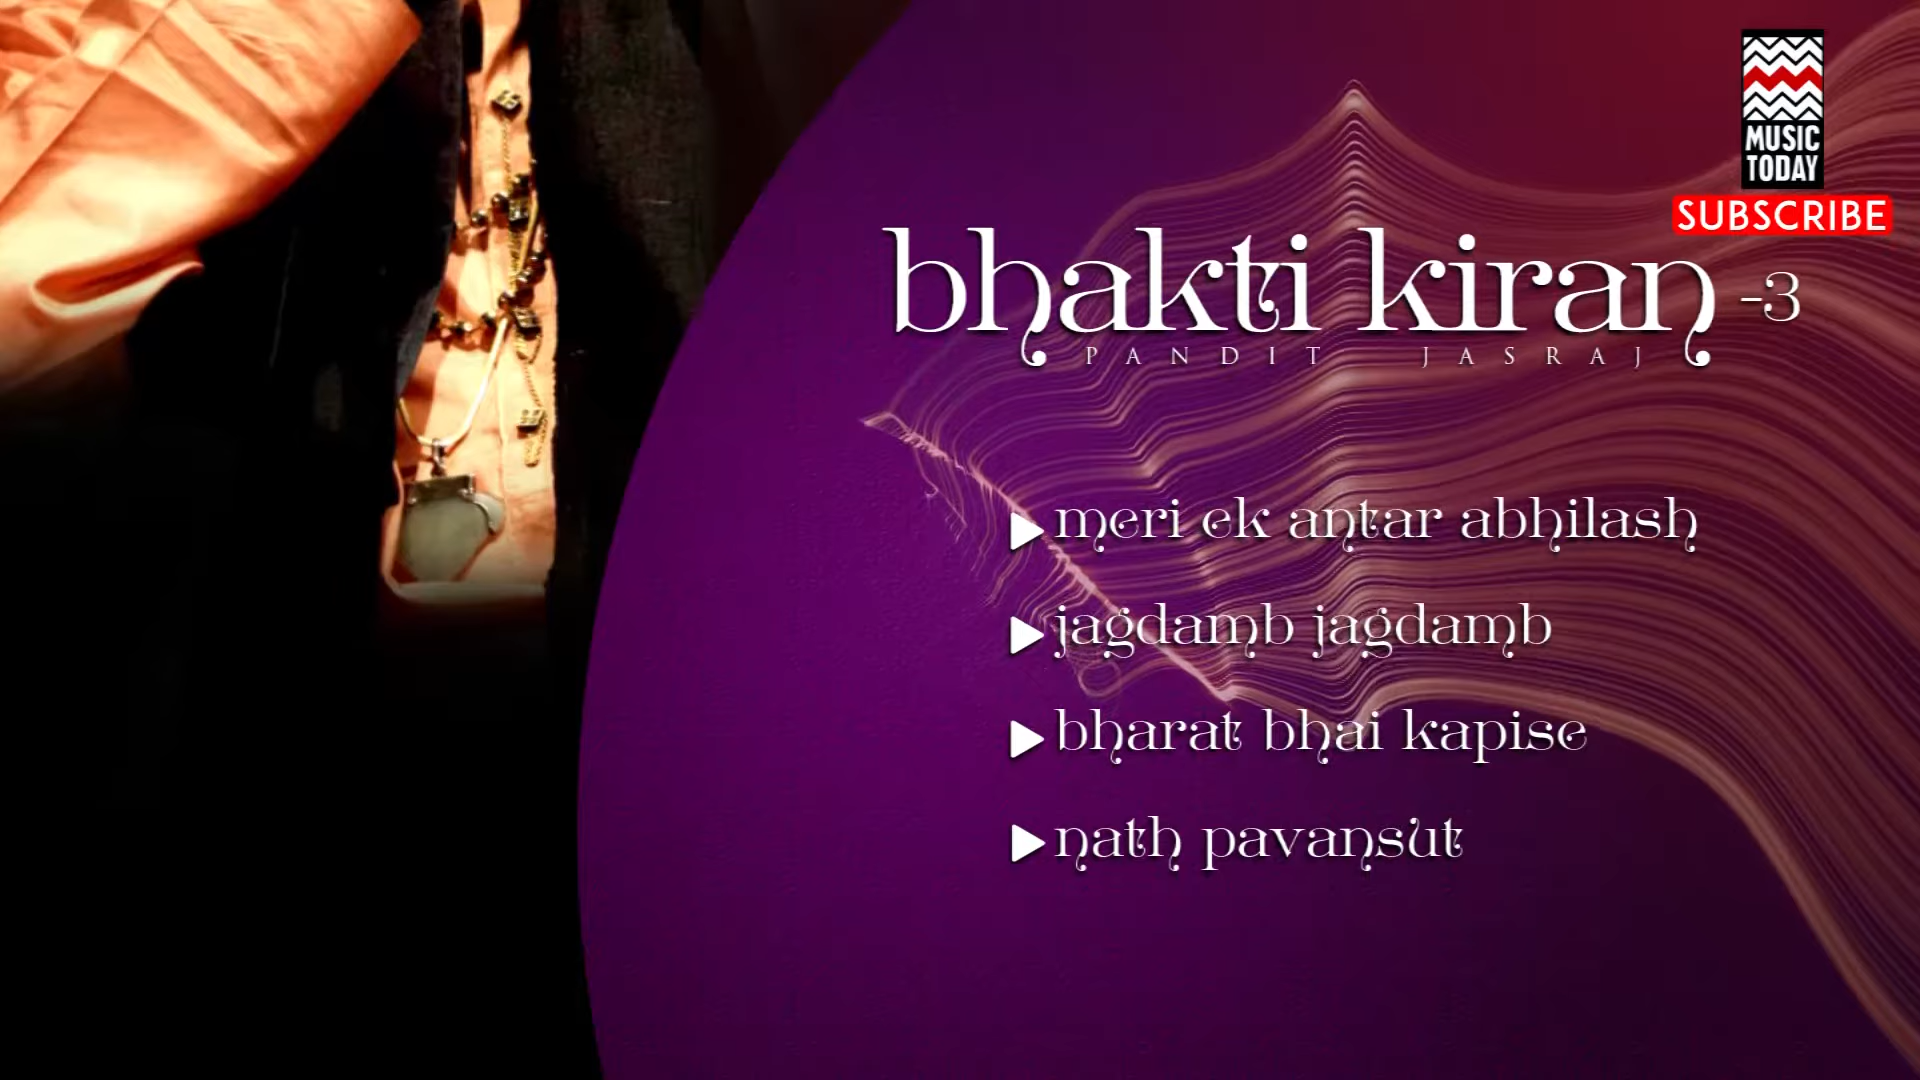 MUSIC
TODAY
SUBSCRIBE
bhakti kiran -3
PANDIT JASRAJ
meri ek antar abhilash
jagdamb jagdamb
bharat bhai kapise
nath pavansut